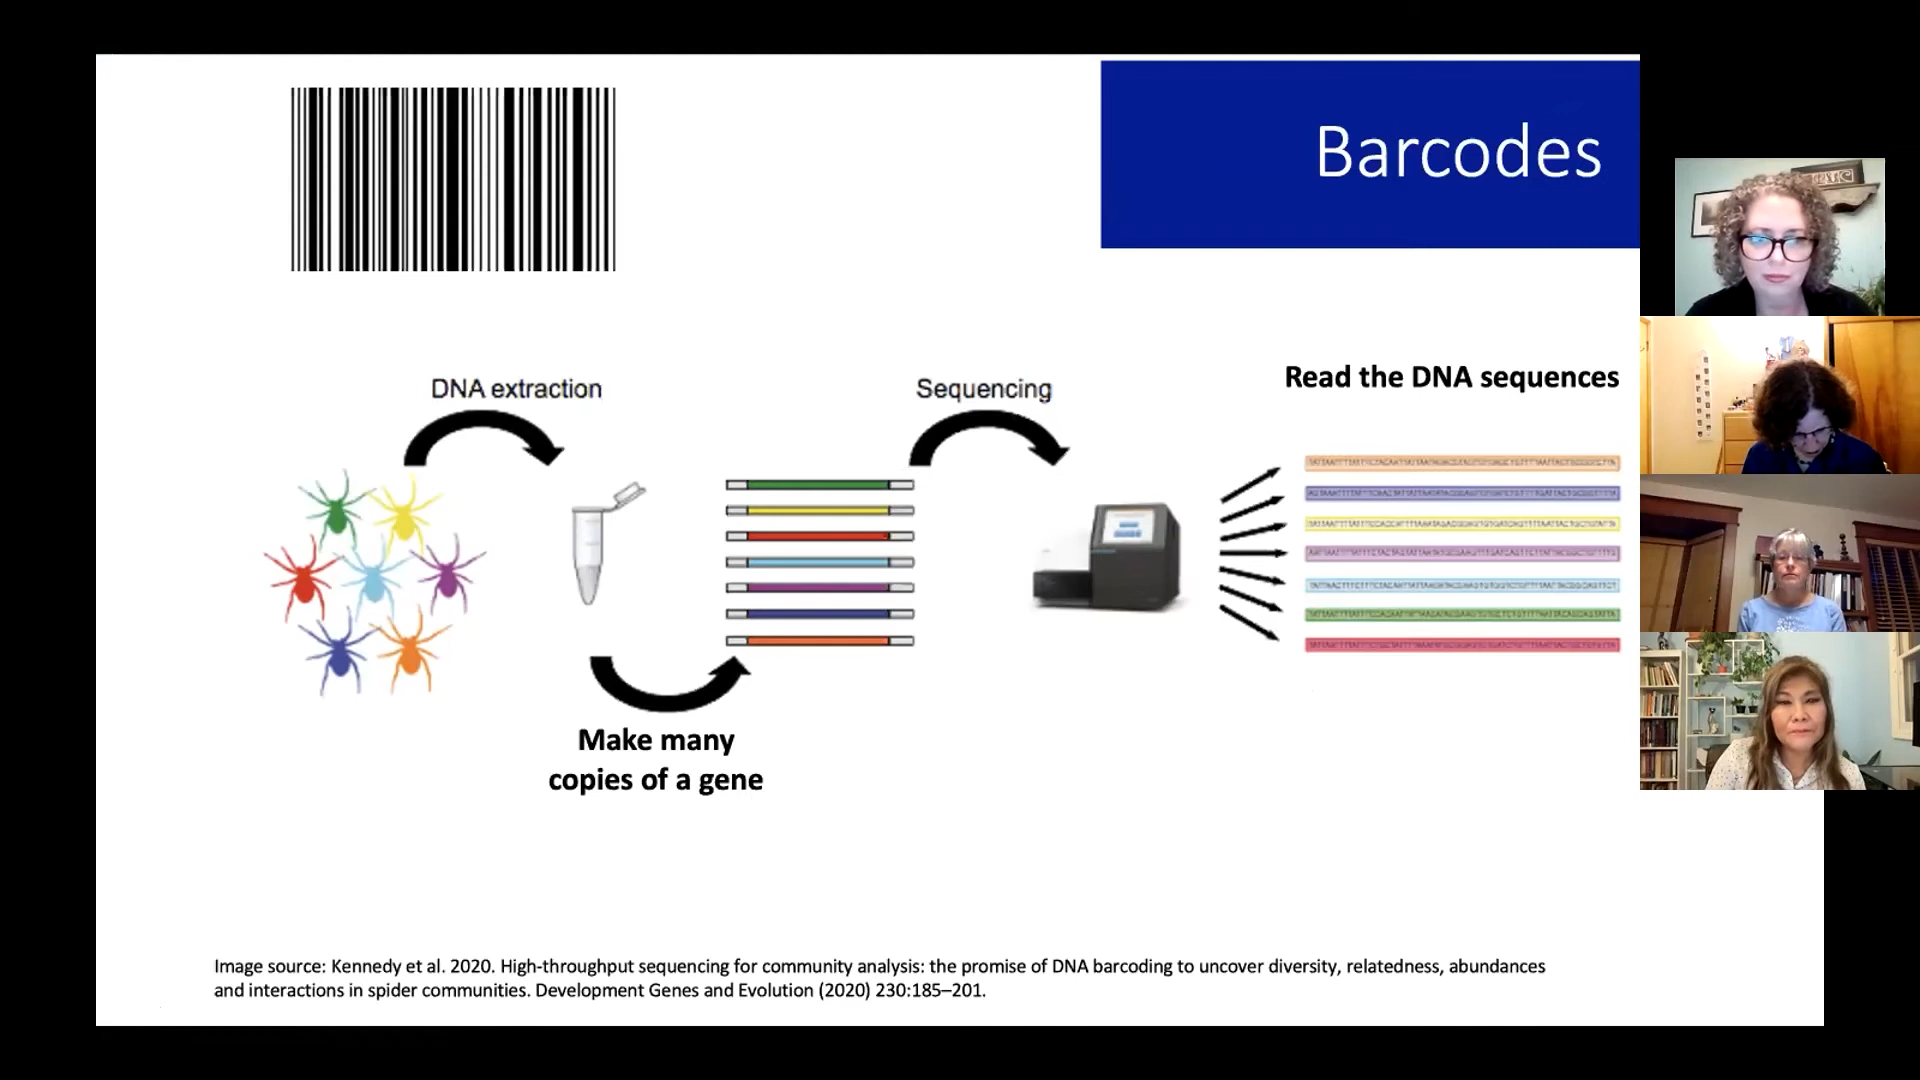 Barcodes
DNA extraction
Sequencing
Read the DNA sequences
Make many
copies of a gene
Image source: Kennedy et al. 2020. High-throughput sequencing for community analysis: the promise of DNA barcoding to uncover diversity, relatedness, abundances
and interactions in spider communities. Development Genes and Evolution (2020) 230:185–201.